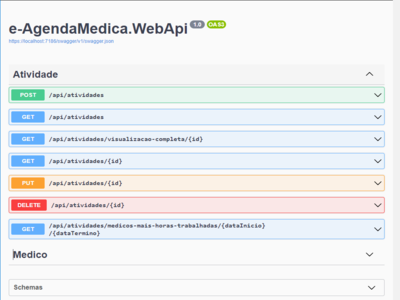 e-AgendaMedica.WebApi 1.0 OAS3
https://localhost:7186/swagger/v1/swagger.json
Atividade
POST /api/atividades
GET /api/atividades
GET /api/atividades/visualizacao-completa/{id}
GET /api/atividades/{id}
PUT /api/atividades/{id}
DELETE /api/atividades/{id}
GET /api/atividades/medicos-mais-horas-trabalhadas/{dataInicio}
/{dataTermino}
Medico
Schemas